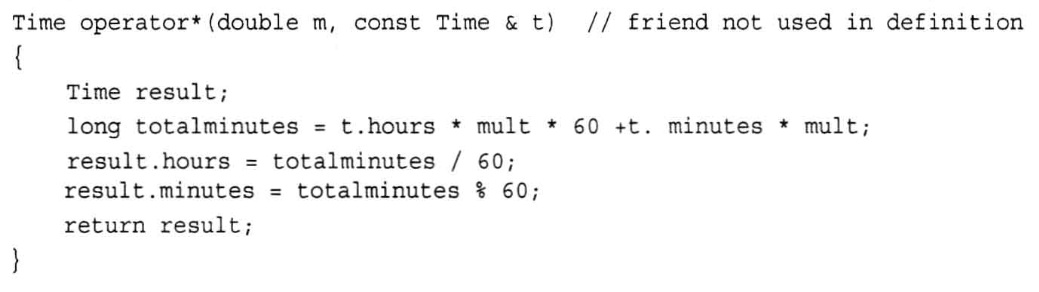 Time operator*(double m, const Time & t)  // friend not used in definition
{
    Time result;
    long totalminutes = t.hours * mult * 60 +t. minutes * mult;
    result.hours = totalminutes / 60;
    result.minutes = totalminutes % 60;
    return result;
}